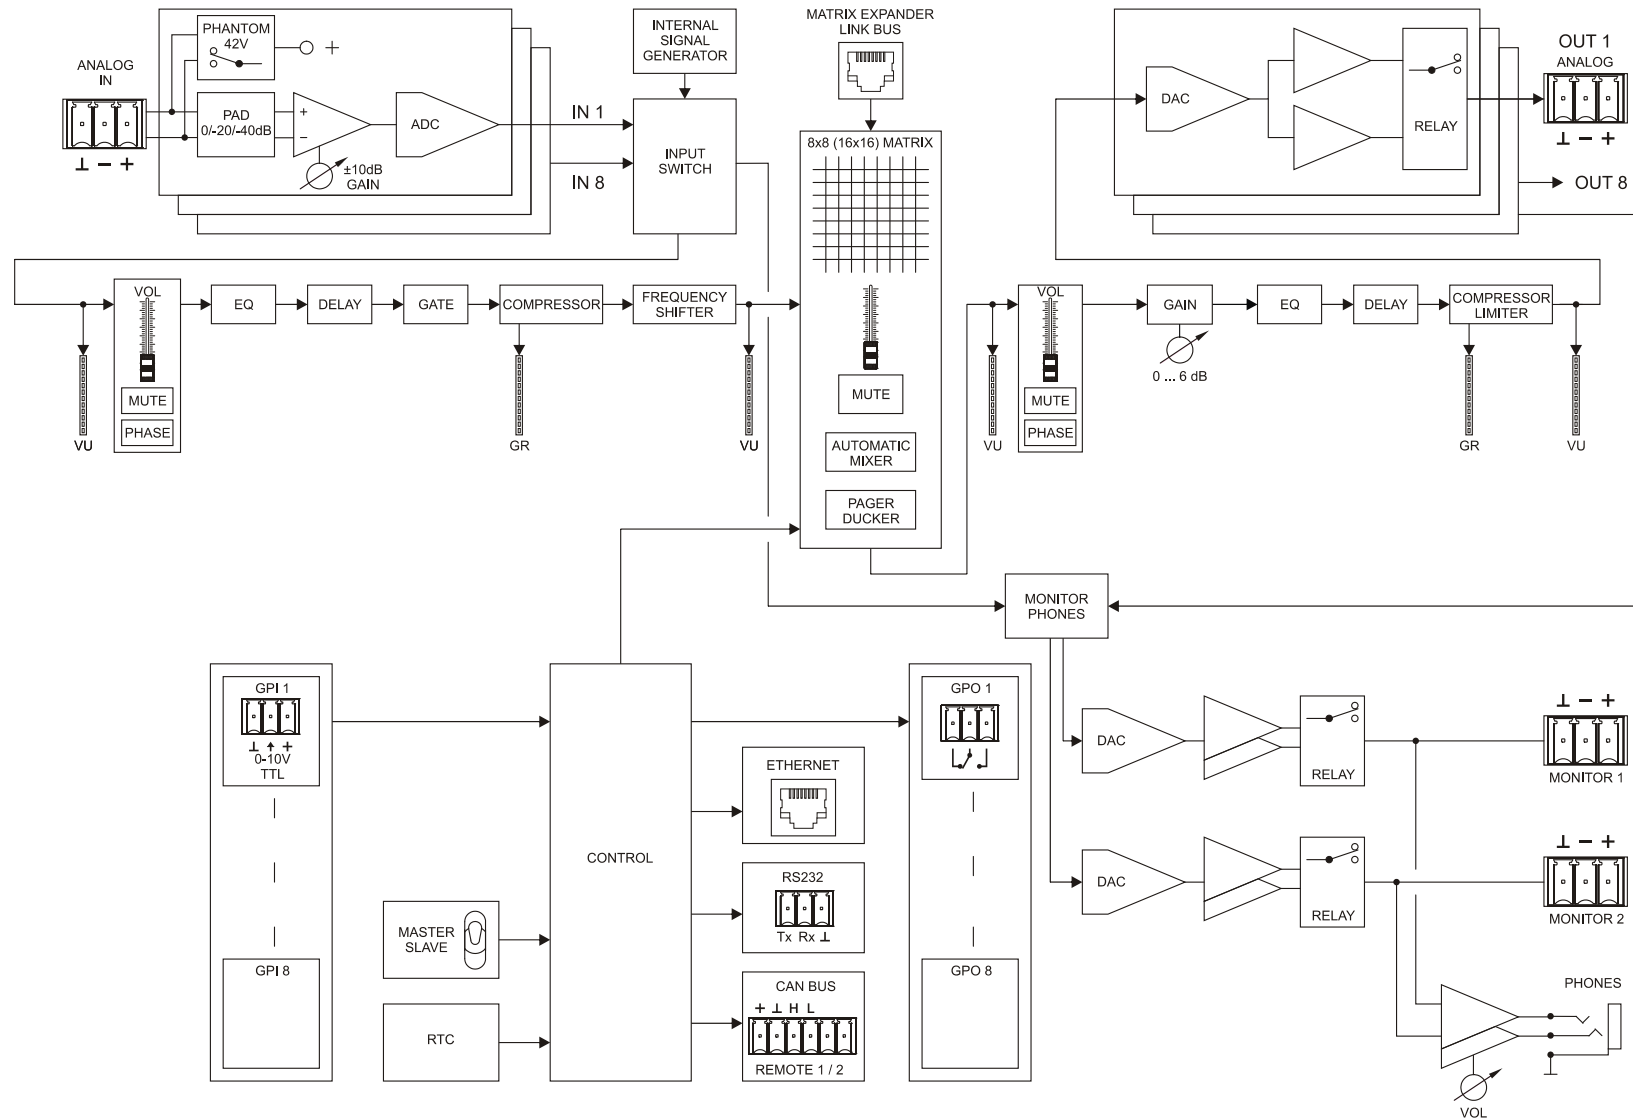 PHANTOM
42V
+
ANALOG
IN
PAD
0/-20/-40dB
+
−
ADC
⊥ − +
±10dB
GAIN
INTERNAL
SIGNAL
GENERATOR
IN 1
IN 8
INPUT
SWITCH
MATRIX EXPANDER
LINK BUS
8x8 (16x16) MATRIX
MUTE
AUTOMATIC
MIXER
PAGER
DUCKER
DAC
RELAY
OUT 1
ANALOG
⊥ − +
OUT 8
VOL
MUTE
PHASE
VU
EQ
DELAY
GATE
COMPRESSOR
GR
FREQUENCY
SHIFTER
VU
VU
VOL
MUTE
PHASE
GAIN
0 ... 6 dB
EQ
DELAY
COMPRESSOR
LIMITER
GR
VU
MONITOR
PHONES
GPI 1
⊥ +
0-10V
TTL
GPI 8
MASTER
SLAVE
RTC
CONTROL
ETHERNET
RS232
Tx Rx ⊥
CAN BUS
+ ⊥ H L
REMOTE 1 / 2
GPO 1
GPO 8
DAC
RELAY
⊥ − +
MONITOR 1
DAC
RELAY
⊥ − +
MONITOR 2
PHONES
VOL